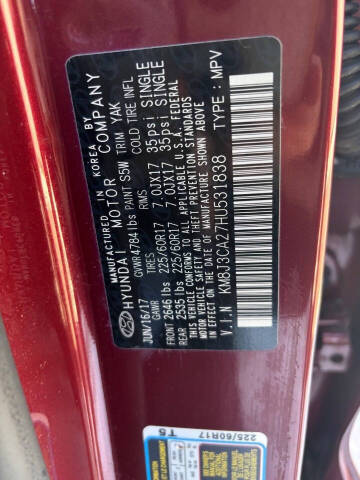 MANUFACTURED IN KOREA BY
HYUNDAI MOTOR COMPANY
GVWR 4784 lbs PAINT S5W TRIM YAK
JUN/16/17 GAWR RIMS COLD TIRE INFL
FRONT 2646 lbs 225/60R17 7.0JX17 35psi SINGLE
REAR 2535 lbs 225/60R17 7.0JX17 35psi SINGLE
THIS VEHICLE CONFORMS TO ALL APPLICABLE U.S.A. FEDERAL
MOTOR VEHICLE SAFETY, BUMPER, AND THEFT PREVENTION STANDARDS
IN EFFECT ON THE DATE OF MANUFACTURE SHOWN ABOVE.
V.I.N : KM8J3CA27HU531838 TYPE : MPV
T5
225/60R17